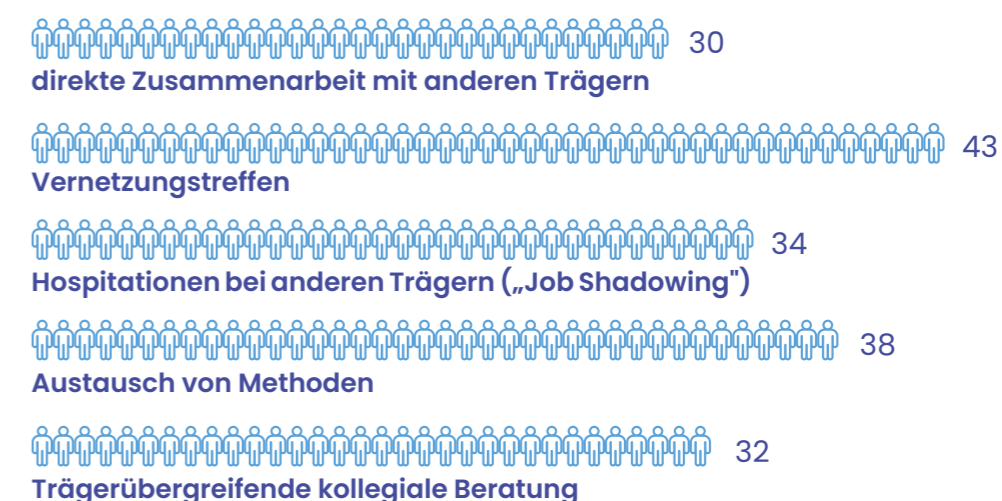 30
direkte Zusammenarbeit mit anderen Trägern
43
Vernetzungstreffen
34
Hospitationen bei anderen Trägern („Job Shadowing")
38
Austausch von Methoden
32
Trägerübergreifende kollegiale Beratung